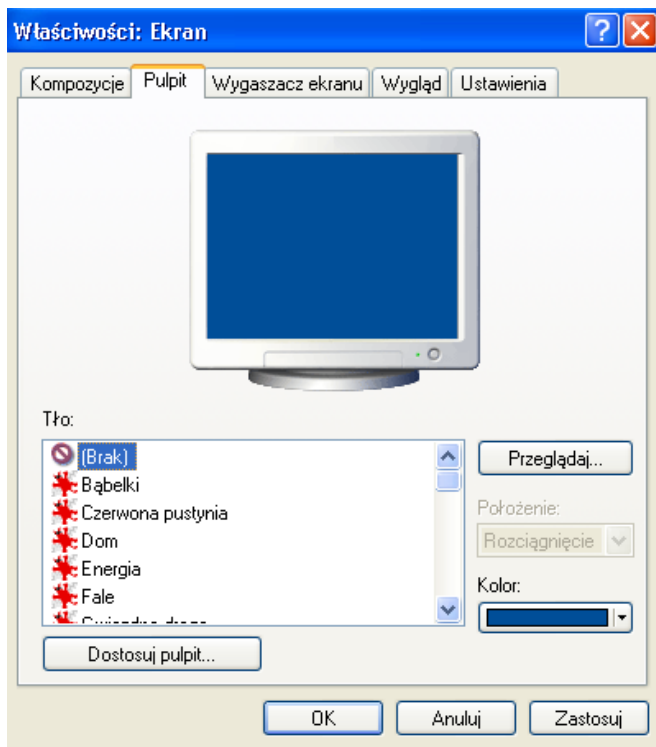 Właściwości: Ekran
Kompozycje Pulpit Wygaszacz ekranu Wygląd Ustawienia
Tło:
(Brak)
Bąbelki
Czerwona pustynia
Dom
Energia
Fale
Przeglądaj...
Położenie:
Rozciągnięcie
Kolor:
Dostosuj pulpit...
OK Anuluj Zastosuj